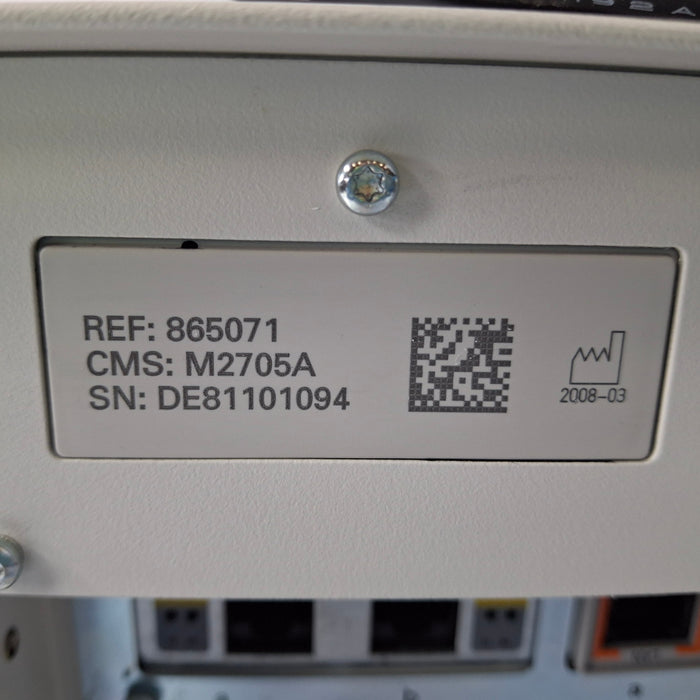 REF: 865071
CMS: M2705A
SN: DE81101094
2008-03